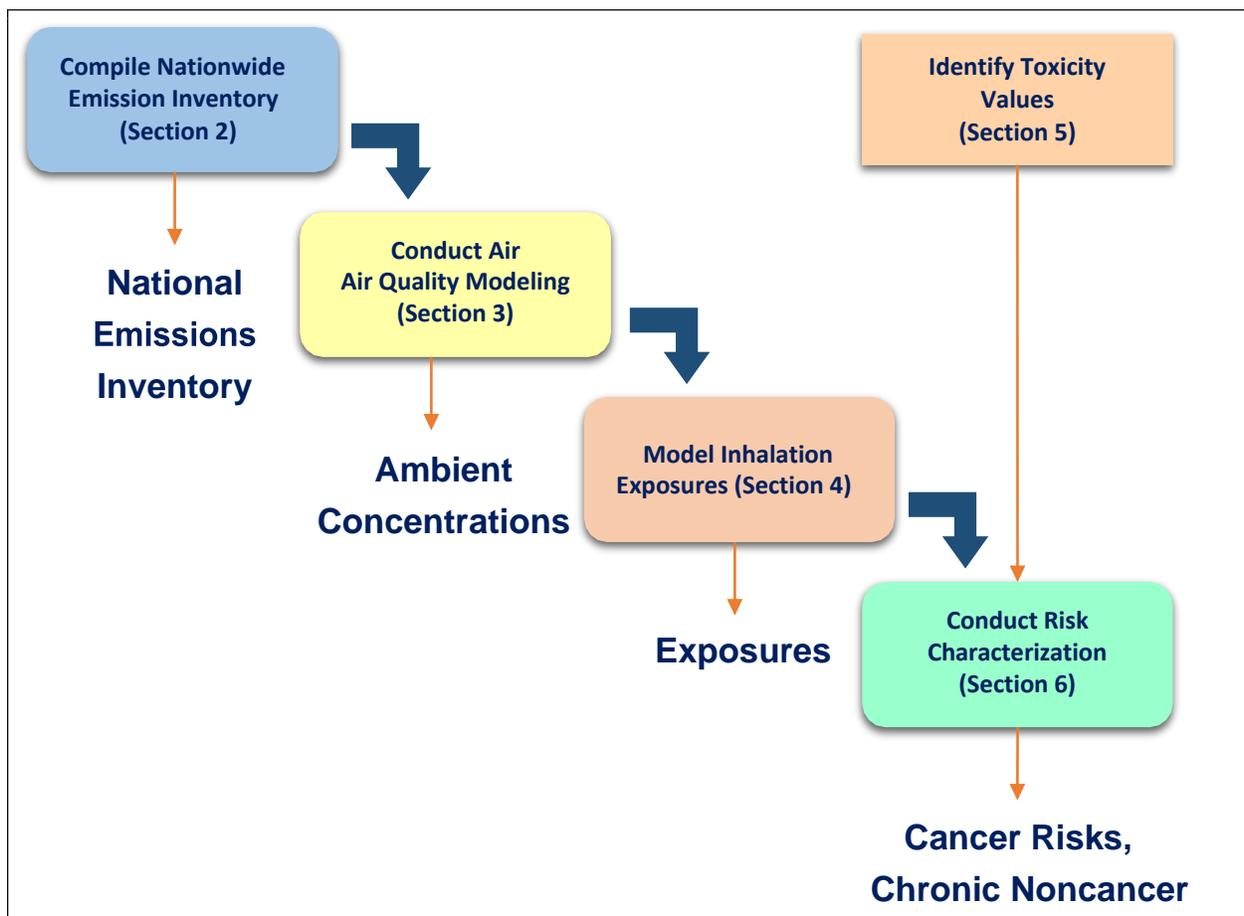 Compile Nationwide
Emission Inventory
(Section 2)
Identify Toxicity
Values
(Section 5)
National
Emissions
Inventory
Conduct Air
Air Quality Modeling
(Section 3)
Ambient
Concentrations
Model Inhalation
Exposures (Section 4)
Exposures
Conduct Risk
Characterization
(Section 6)
Cancer Risks,
Chronic Noncancer